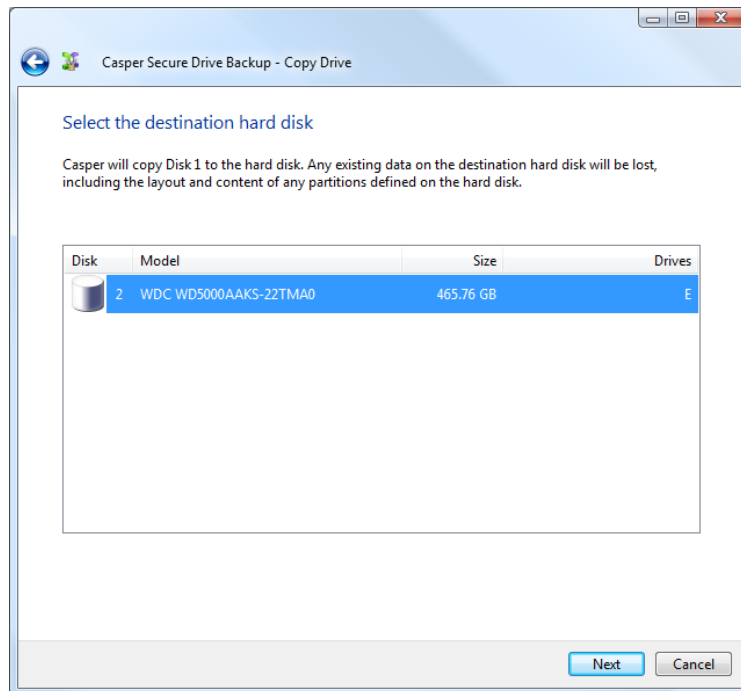 Casper Secure Drive Backup - Copy Drive
Select the destination hard disk
Casper will copy Disk 1 to the hard disk. Any existing data on the destination hard disk will be lost,
including the layout and content of any partitions defined on the hard disk.
Disk Model Size Drives
2 WDC WD5000AAKS-22TMA0 465.76 GB E
Next Cancel